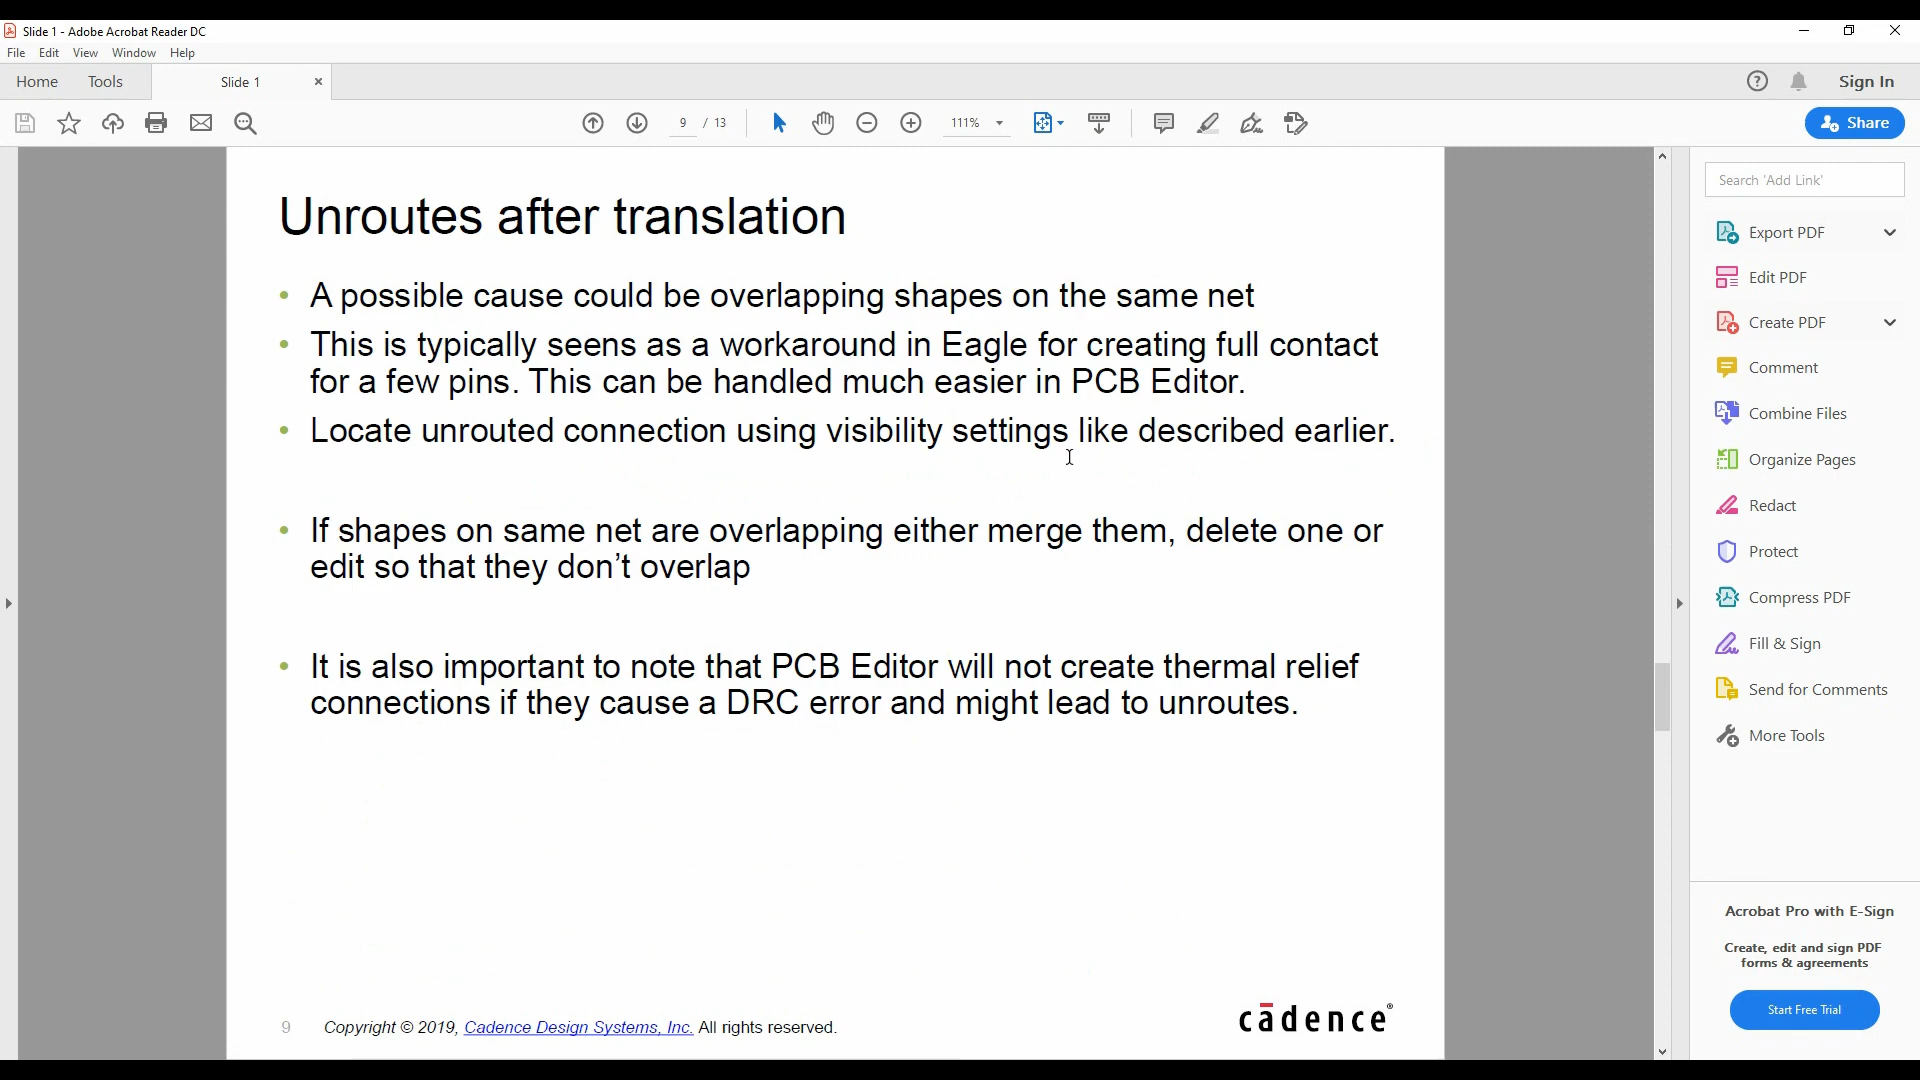 Slide 1 - Adobe Acrobat Reader DC
File Edit View Window Help
Home Tools Slide 1 Sign In
9 / 13 111% Share
Search 'Add Link'
Export PDF
Edit PDF
Create PDF
Comment
Combine Files
Organize Pages
Redact
Protect
Compress PDF
Fill & Sign
Send for Comments
More Tools
Acrobat Pro with E-Sign
Create, edit and sign PDF
forms & agreements
Start Free Trial
Unroutes after translation
• A possible cause could be overlapping shapes on the same net
• This is typically seens as a workaround in Eagle for creating full contact
for a few pins. This can be handled much easier in PCB Editor.
• Locate unrouted connection using visibility settings like described earlier.
• If shapes on same net are overlapping either merge them, delete one or
edit so that they don’t overlap
• It is also important to note that PCB Editor will not create thermal relief
connections if they cause a DRC error and might lead to unroutes.
9 Copyright © 2019, Cadence Design Systems, Inc. All rights reserved.
cādence®